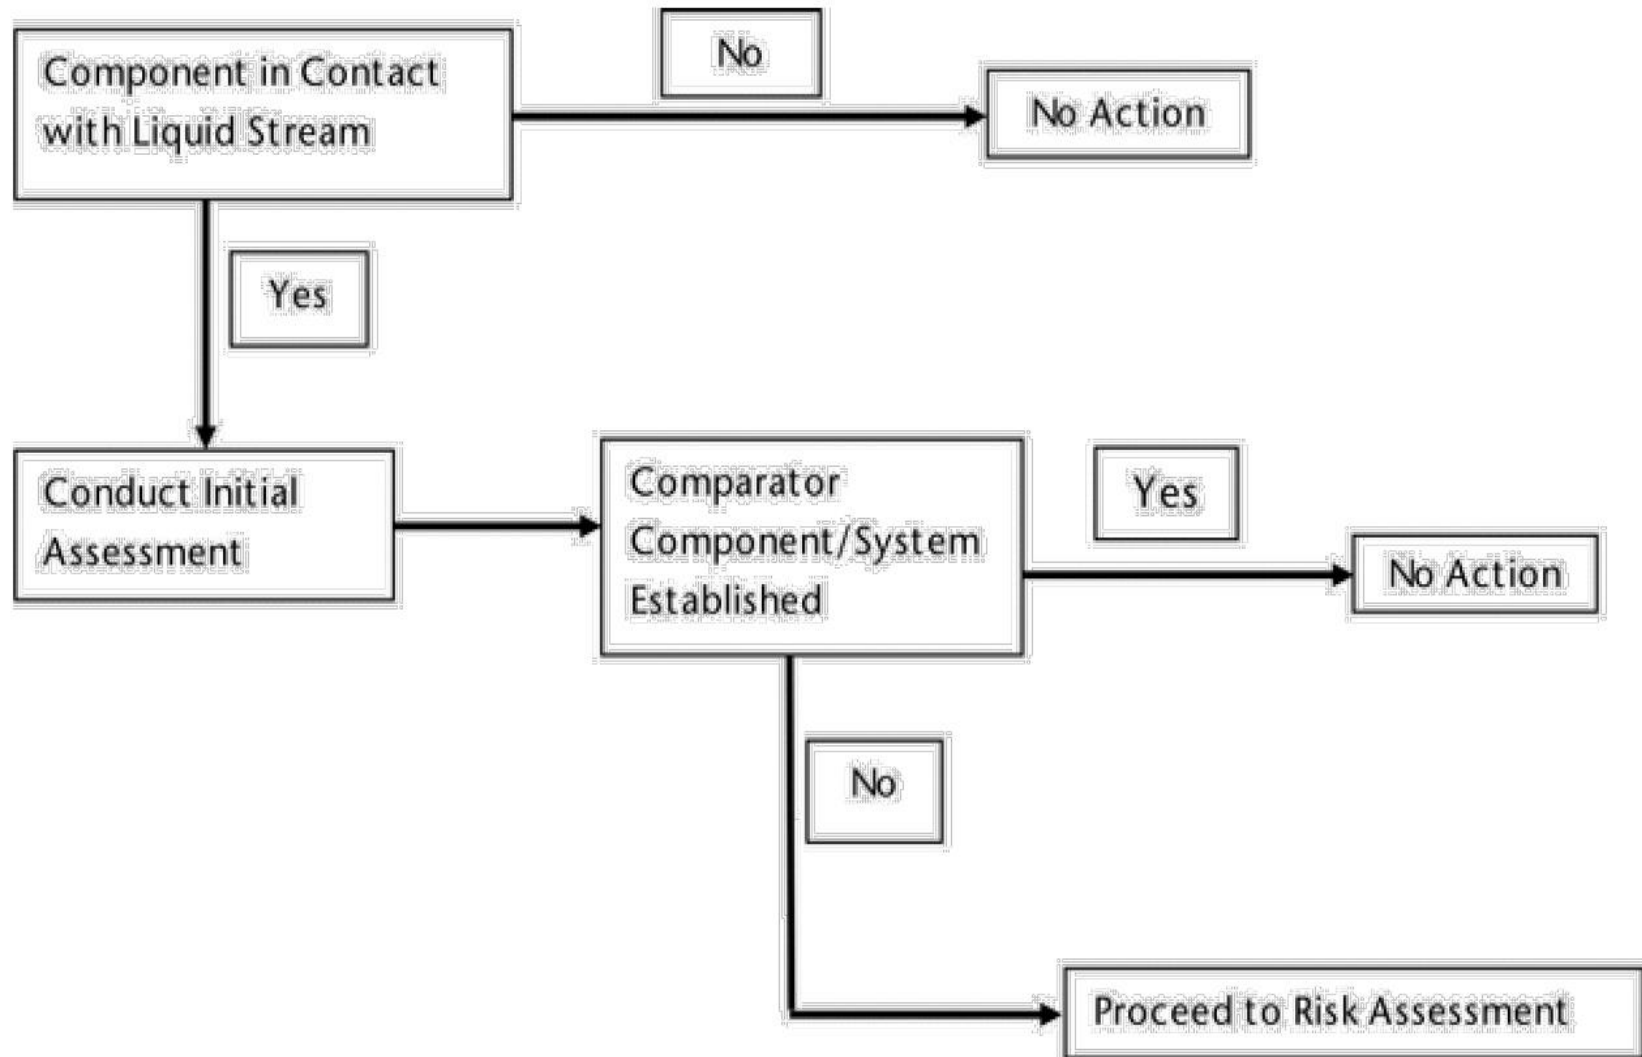 No
Component in Contact
with Liquid Stream
No Action
Yes
Conduct Initial
Assessment
Comparator
Component/System
Established
Yes
No Action
No
Proceed to Risk Assessment